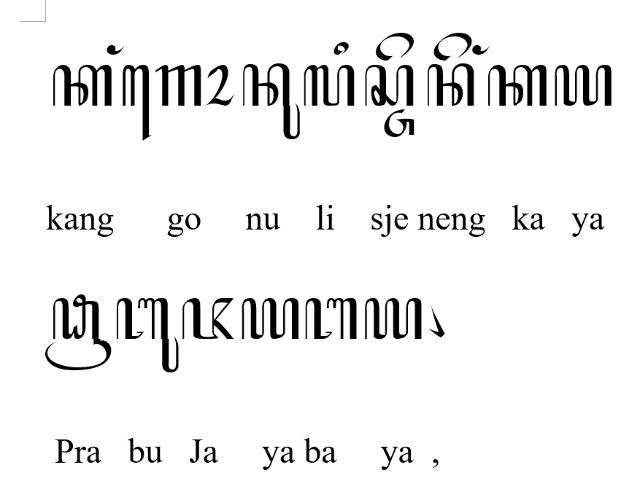 ꦏꦁꦒꦺꦴꦤꦸꦭꦶꦱ꧀ꦗꦼꦤꦼꦁꦏꦪ
kang go nu li sje neng ka ya
ꦥꦿꦧꦸꦗꦪꦧꦪ꧈
Pra bu Ja ya ba ya ,